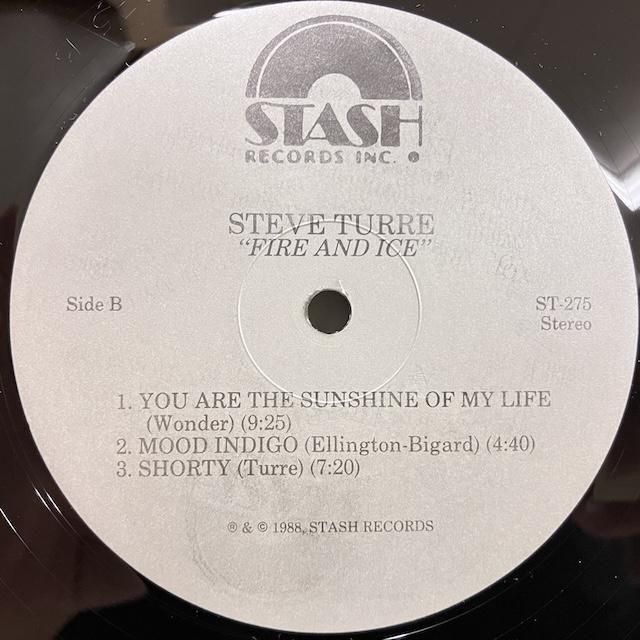 STASH
RECORDS INC.
STEVE TURRE
“FIRE AND ICE”
Side B
ST-275
Stereo
1. YOU ARE THE SUNSHINE OF MY LIFE
(Wonder) (9:25)
2. MOOD INDIGO (Ellington-Bigard) (4:40)
3. SHORTY (Turre) (7:20)
℗ & © 1988, STASH RECORDS